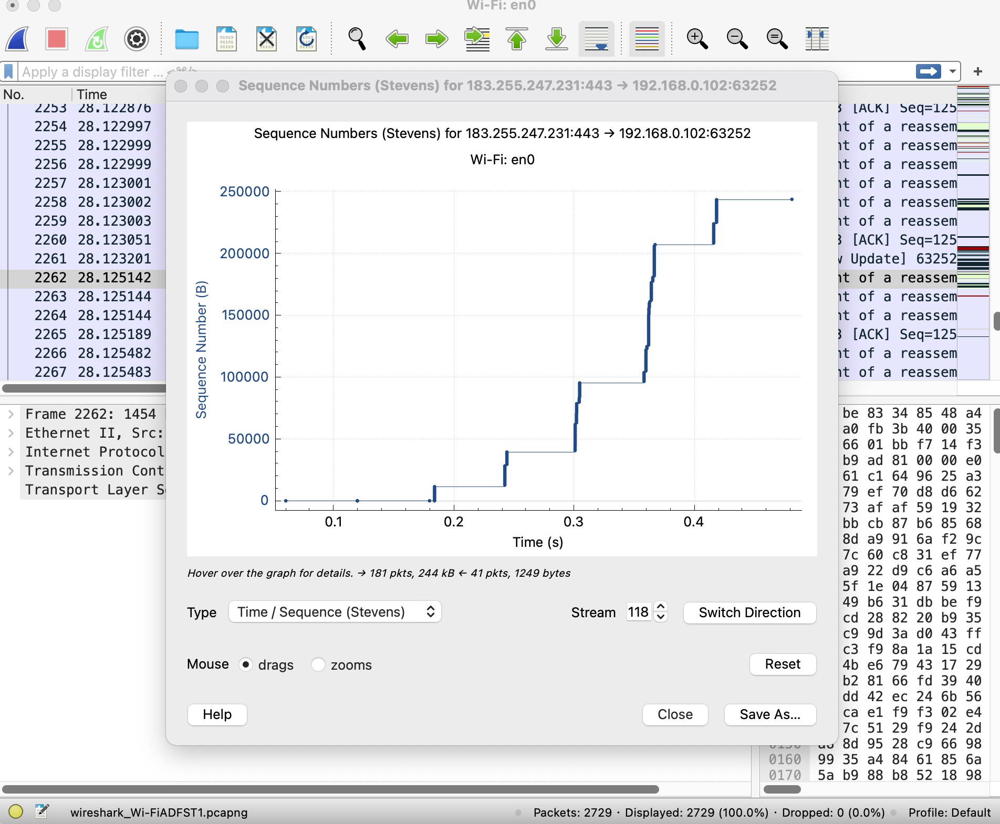 Wi-Fi: en0
Apply a display filter ... <⌘/>
No. Time
2253 28.122876
[ACK] Seq=125
2254 28.122997
nt of a reassem
2255 28.122999
nt of a reassem
2256 28.122999
nt of a reassem
2257 28.123001
nt of a reassem
2258 28.123002
nt of a reassem
2259 28.123003
nt of a reassem
2260 28.123051
[ACK] Seq=125
2261 28.123201
w Update] 63252
2262 28.125142
nt of a reassem
2263 28.125144
nt of a reassem
2264 28.125144
nt of a reassem
2265 28.125189
[ACK] Seq=125
2266 28.125482
nt of a reassem
2267 28.125483
nt of a reassem
Sequence Numbers (Stevens) for 183.255.247.231:443 → 192.168.0.102:63252
Sequence Numbers (Stevens) for 183.255.247.231:443 → 192.168.0.102:63252
Wi-Fi: en0
250000
200000
150000
100000
50000
0
Sequence Number (B)
0.1 0.2 0.3 0.4
Time (s)
Hover over the graph for details. → 181 pkts, 244 kB ← 41 pkts, 1249 bytes
Type Time / Sequence (Stevens) Stream 118 Switch Direction
Mouse drags zooms Reset
Help Close Save As...
Frame 2262: 1454
Ethernet II, Src:
Internet Protocol
Transmission Cont
Transport Layer S
be 83 34 85 48 a4
a0 fb 3b 40 00 35
66 01 bb f7 14 f3
b9 ad 81 00 00 e0
61 c1 64 96 25 a3
79 ef 70 d8 d6 62
73 af af 59 19 32
bb cb 87 b6 85 68
8d a9 91 6a f2 9c
7c 60 c8 31 ef 77
a9 22 d9 c6 a6 a5
5f 1e 04 87 59 13
49 b6 31 db be f9
cd 28 82 20 b9 35
c9 9d 3a d0 43 ff
c3 f9 8a 1a 15 cd
4b e6 79 43 17 29
b2 81 66 fd 39 40
dd 42 ec 24 6b 56
ca e1 f9 f3 02 e4
7c 51 29 f9 24 2d
0150 a8 8d 95 28 c9 66 98
0160 99 35 a4 84 61 85 6a
0170 5a b9 88 b8 52 18 98
wireshark_Wi-FiADFST1.pcapng
Packets: 2729 · Displayed: 2729 (100.0%) · Dropped: 0 (0.0%)
Profile: Default